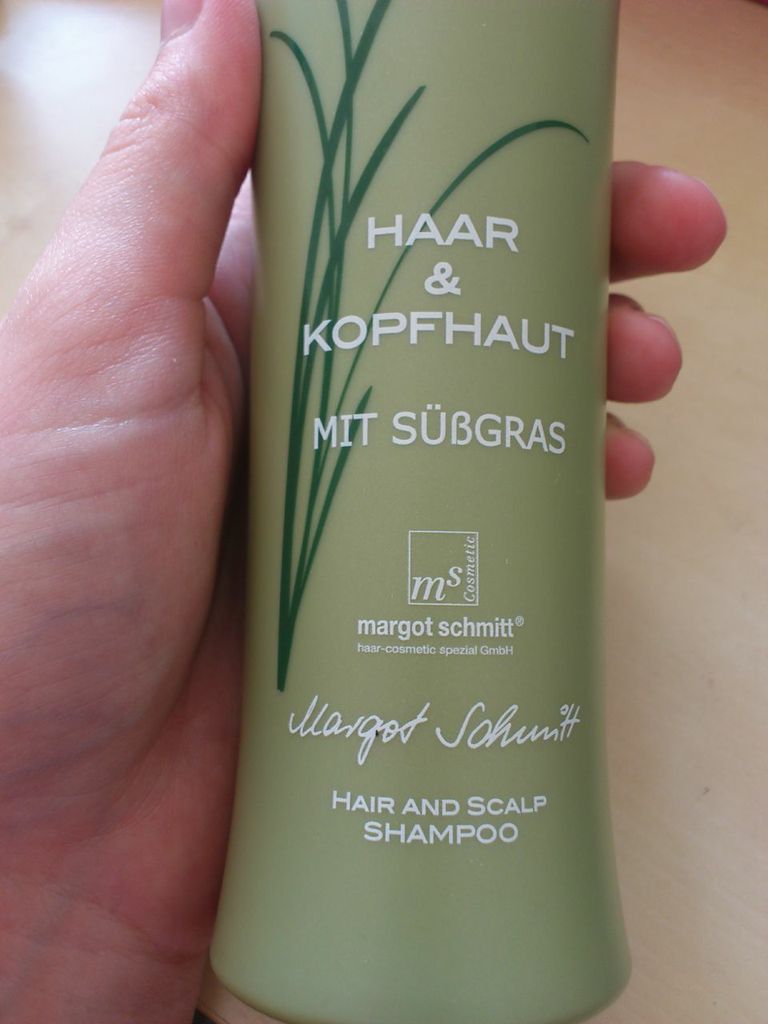 HAAR
&
KOPFHAUT
MIT SÜßGRAS
ms Cosmetic
margot schmitt®
haar-cosmetic spezial GmbH
Margot Schmitt
HAIR AND SCALP
SHAMPOO